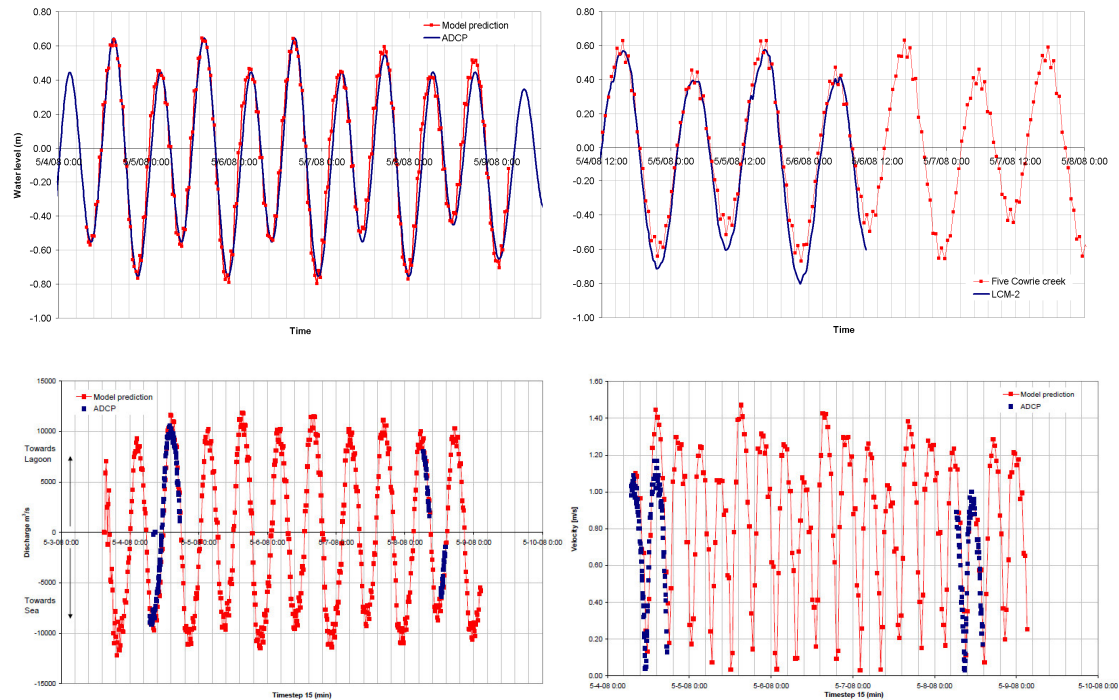 0.80
0.60
0.40
0.20
0.00
-0.20
-0.40
-0.60
-0.80
-1.00
Water level (m)
Model prediction
ADCP
5/4/08 0:00 5/5/08 0:00 5/6/08 0:00 5/7/08 0:00 5/8/08 0:00 5/9/08 0:00
Time
0.80
0.60
0.40
0.20
0.00
-0.20
-0.40
-0.60
-0.80
-1.00
5/4/08 12:00 5/5/08 0:00 5/5/08 12:00 5/6/08 0:00 5/6/08 12:00 5/7/08 0:00 5/7/08 12:00 5/8/08 0:00
Five Cowrie creek
LCM-2
Time
15000
10000
5000
0
-5000
-10000
-15000
Towards
Lagoon
Discharge m³/s
Towards
Sea
Model prediction
ADCP
5-3-08 0:00 5-4-08 0:00 5-5-08 0:00 5-6-08 0:00 5-7-08 0:00 5-8-08 0:00 5-9-08 0:00 5-10-08 0:00
Timestep 15 (min)
1.60
1.40
1.20
1.00
0.80
0.60
0.40
0.20
0.00
Velocity [m/s]
Model prediction
ADCP
5-4-08 0:00 5-5-08 0:00 5-6-08 0:00 5-7-08 0:00 5-8-08 0:00 5-9-08 0:00 5-10-08 0:00
Timestep 15 (min)